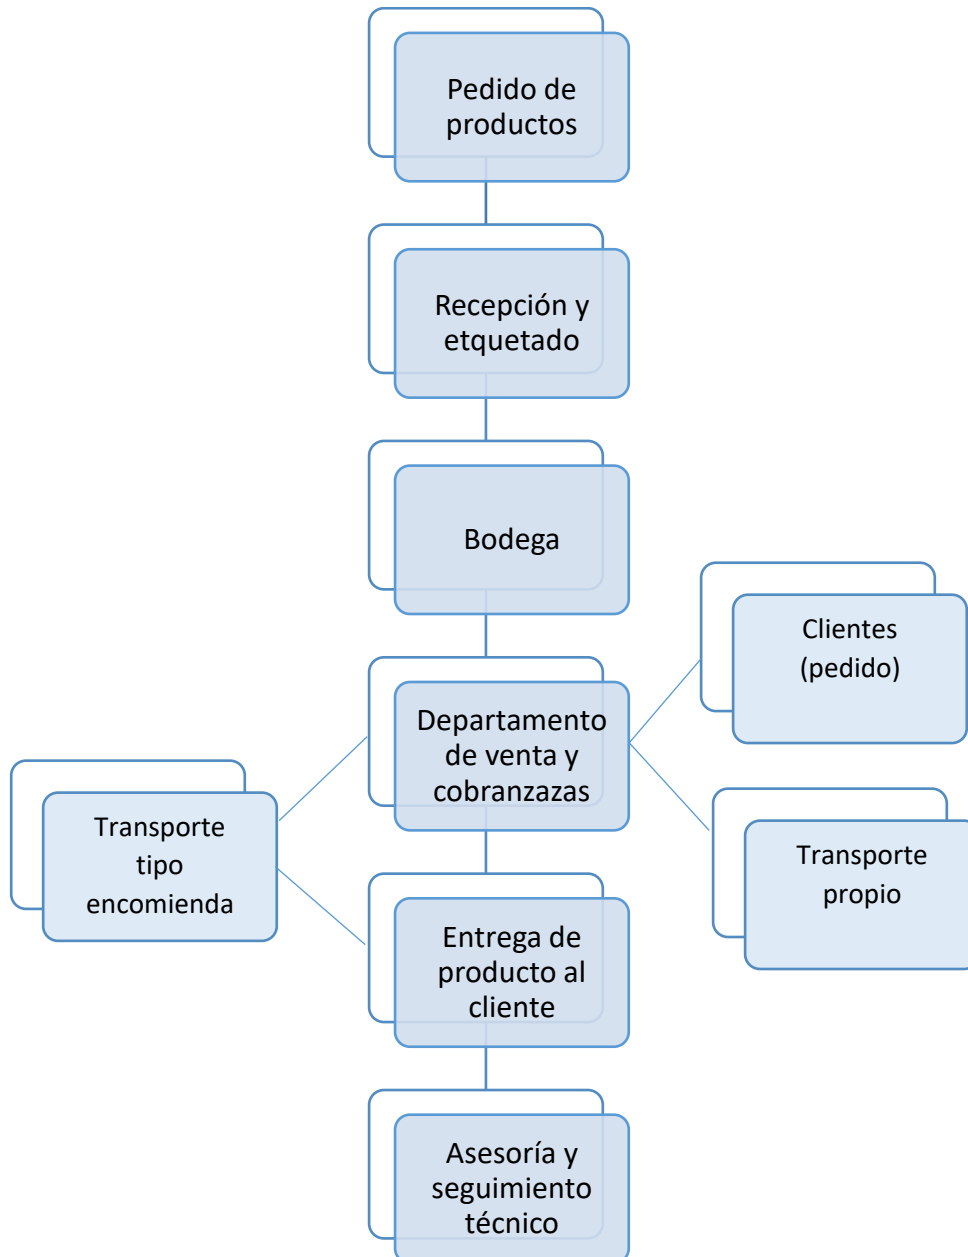 Pedido de
productos
Recepción y
etquetado
Bodega
Clientes
(pedido)
Departamento
de venta y
cobranzazas
Transporte
tipo
encomienda
Transporte
propio
Entrega de
producto al
cliente
Asesoría y
seguimiento
técnico